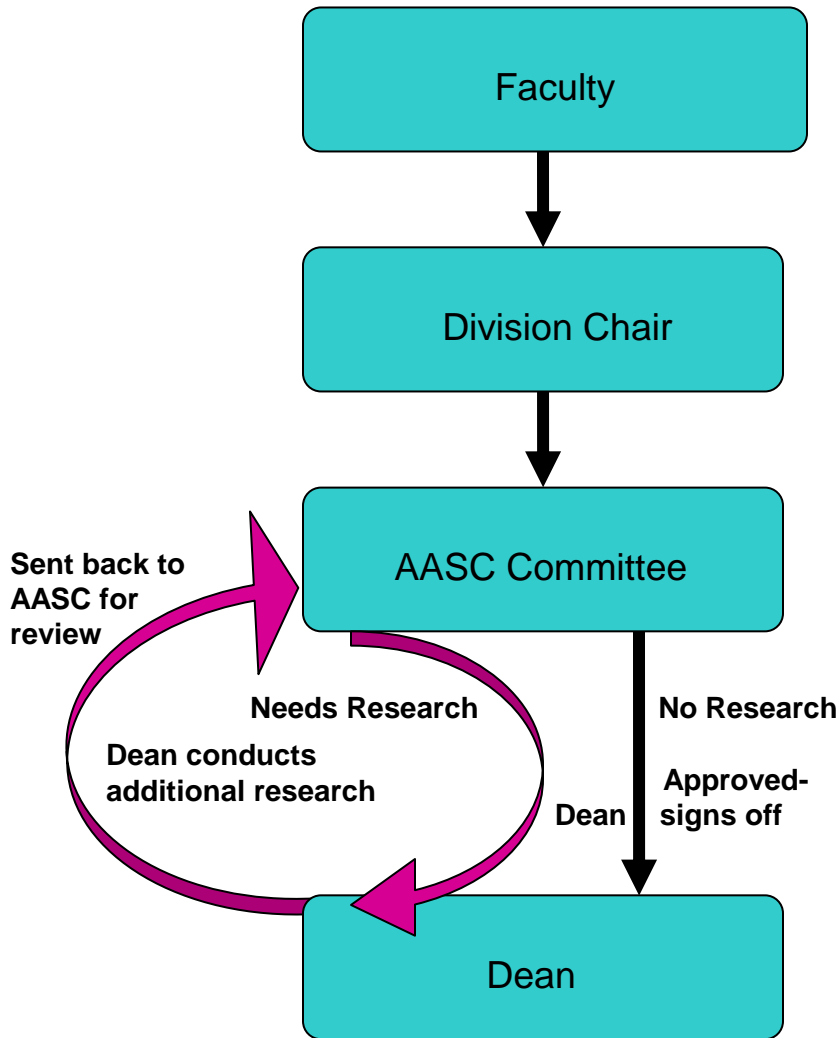 Faculty
Division Chair
AASC Committee
Sent back to
AASC for
review
Needs Research
Dean conducts
additional research
No Research
Approved-
Dean signs off
Dean